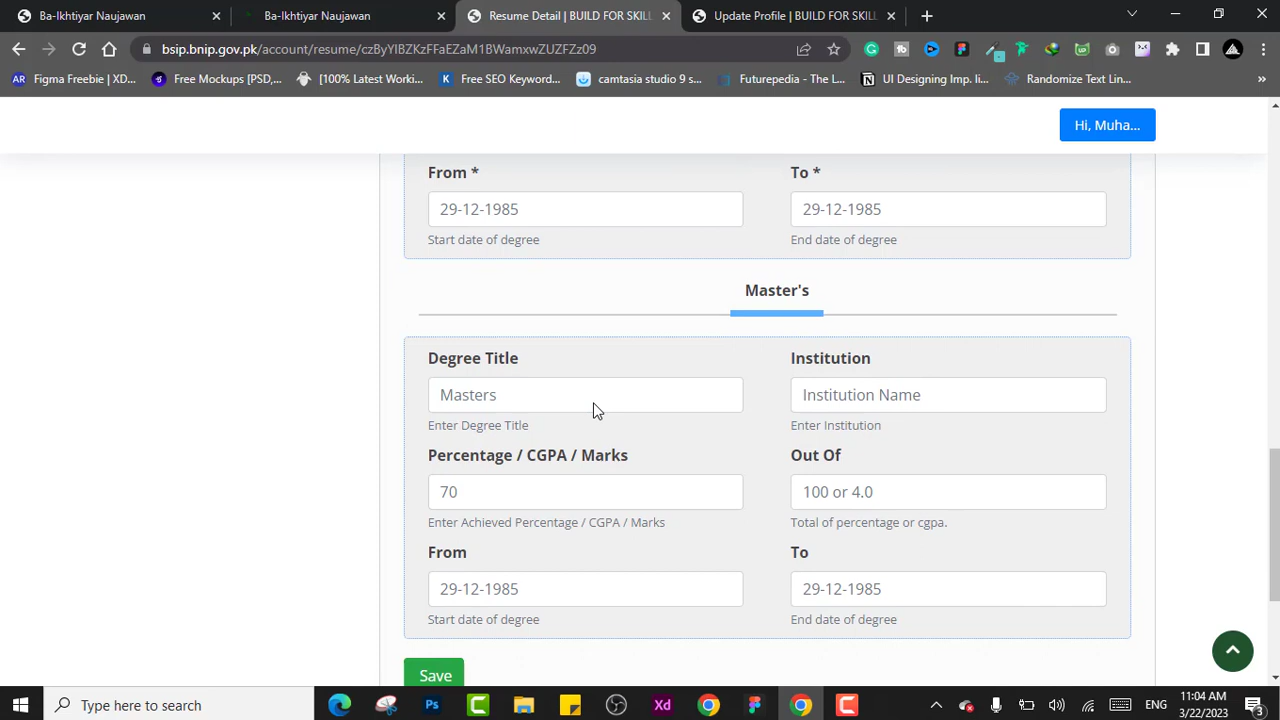 Ba-Ikhtiyar Naujawan
Ba-Ikhtiyar Naujawan
Resume Detail | BUILD FOR SKILL
Update Profile | BUILD FOR SKILL
bsip.bnip.gov.pk/account/resume/czByYlBZKzFFaEZaM1BWamxwZUZFZz09
Figma Freebie | XD...
Free Mockups [PSD,...
[100% Latest Worki...
Free SEO Keyword...
camtasia studio 9 s...
Futurepedia - The L...
UI Designing Imp. li...
Randomize Text Lin...
Hi, Muha...
From *
To *
29-12-1985
29-12-1985
Start date of degree
End date of degree
Master's
Degree Title
Institution
Masters
Institution Name
Enter Degree Title
Enter Institution
Percentage / CGPA / Marks
Out Of
70
100 or 4.0
Enter Achieved Percentage / CGPA / Marks
Total of percentage or cgpa.
From
To
29-12-1985
29-12-1985
Start date of degree
End date of degree
Save
Type here to search
ENG
11:04 AM
3/22/2023